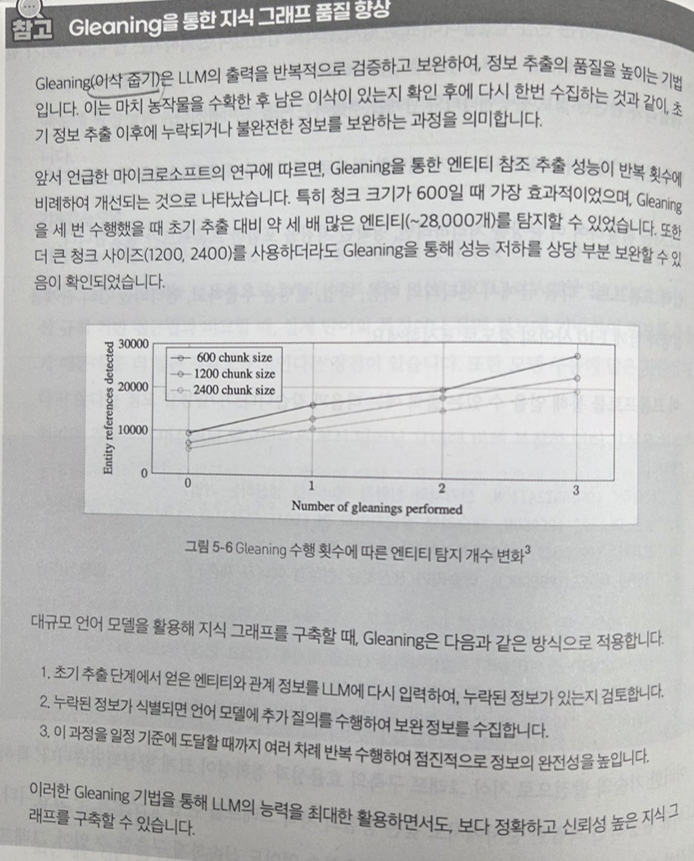 참고 Gleaning을 통한 지식 그래프 품질 향상
Gleaning(이삭 줍기)은 LLM의 출력을 반복적으로 검증하고 보완하여, 정보 추출의 품질을 높이는 기법
입니다. 이는 마치 농작물을 수확한 후 남은 이삭이 있는지 확인 후에 다시 한번 수집하는 것과 같이, 초
기 정보 추출 이후에 누락되거나 불완전한 정보를 보완하는 과정을 의미합니다.
앞서 언급한 마이크로소프트의 연구에 따르면, Gleaning을 통한 엔티티 참조 추출 성능이 반복 횟수에
비례하여 개선되는 것으로 나타났습니다. 특히 청크 크기가 600일 때 가장 효과적이었으며, Gleaning
을 세 번 수행했을 때 초기 추출 대비 약 세 배 많은 엔티티(~28,000개)를 탐지할 수 있었습니다. 또한
더 큰 청크 사이즈(1200, 2400)를 사용하더라도 Gleaning을 통해 성능 저하를 상당 부분 보완할 수 있
음이 확인되었습니다.
Entity references detected
30000
20000
10000
0
600 chunk size
1200 chunk size
2400 chunk size
0 1 2 3
Number of gleanings performed
그림 5-6 Gleaning 수행 횟수에 따른 엔티티 탐지 개수 변화3
대규모 언어 모델을 활용해 지식 그래프를 구축할 때, Gleaning은 다음과 같은 방식으로 적용합니다.
1. 초기 추출 단계에서 얻은 엔티티와 관계 정보를 LLM에 다시 입력하여, 누락된 정보가 있는지 검토합니다.
2. 누락된 정보가 식별되면 언어 모델에 추가 질의를 수행하여 보완 정보를 수집합니다.
3. 이 과정을 일정 기준에 도달할 때까지 여러 차례 반복 수행하여 점진적으로 정보의 완전성을 높입니다.
이러한 Gleaning 기법을 통해 LLM의 능력을 최대한 활용하면서도, 보다 정확하고 신뢰성 높은 지식 그
래프를 구축할 수 있습니다.